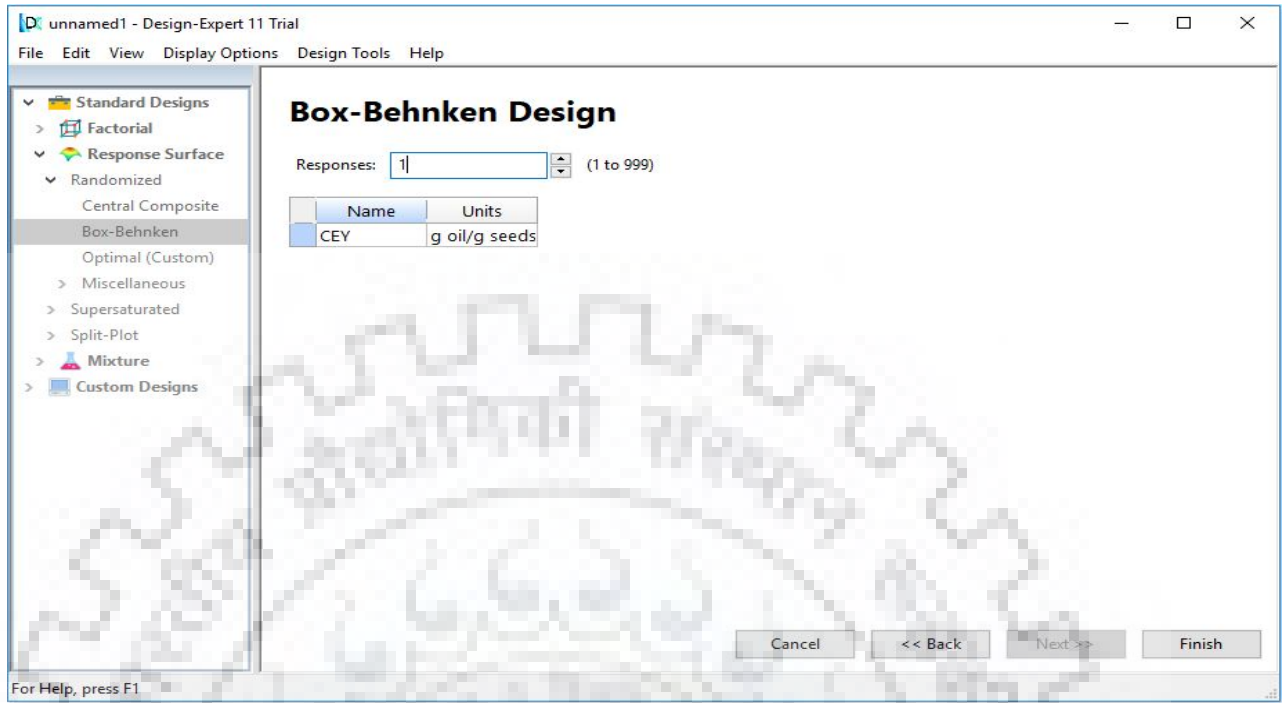 unnamed1 - Design-Expert 11 Trial
File Edit View Display Options Design Tools Help
Standard Designs
Factorial
Response Surface
Randomized
Central Composite
Box-Behnken
Optimal (Custom)
Miscellaneous
Supersaturated
Split-Plot
Mixture
Custom Designs
Box-Behnken Design
Responses: 1 (1 to 999)
Name Units
CEY g oil/g seeds
Cancel << Back Next >> Finish
For Help, press F1